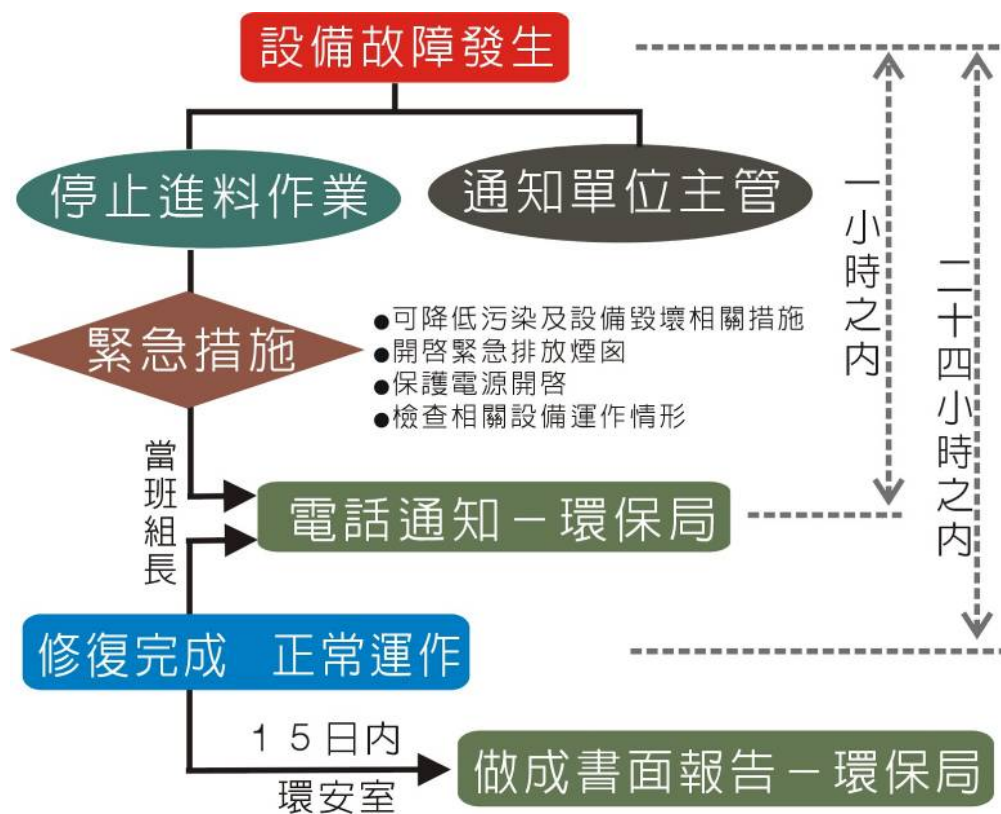 設備故障發生
停止進料作業
通知單位主管
一小時之內
二十四小時之內
緊急措施
●可降低污染及設備毀壞相關措施
●開啓緊急排放煙囪
●保護電源開啓
●檢查相關設備運作情形
當班組長
電話通知－環保局
修復完成　正常運作
１５日內
環安室
做成書面報告－環保局